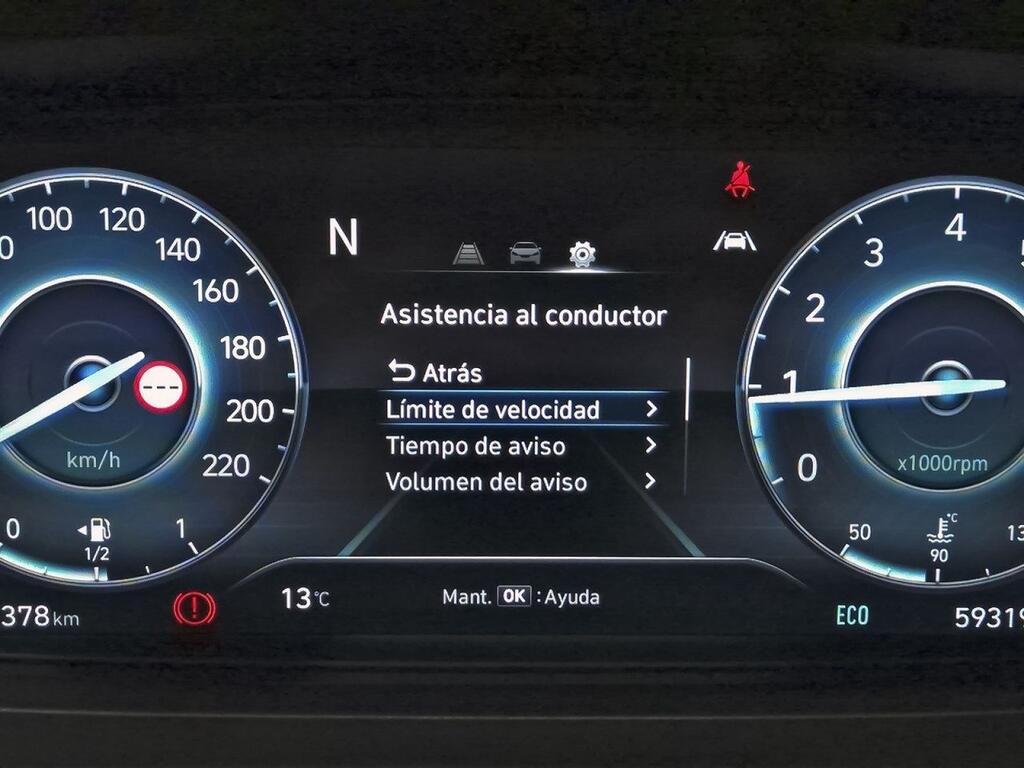 100 120 140 160 180 200 220
km/h
0 1/2 1
378 km
N
Asistencia al conductor
Atrás
Límite de velocidad
Tiempo de aviso
Volumen del aviso
13°C
Mant. OK : Ayuda
0 1 2 3 4
x1000rpm
50 90
°C
ECO